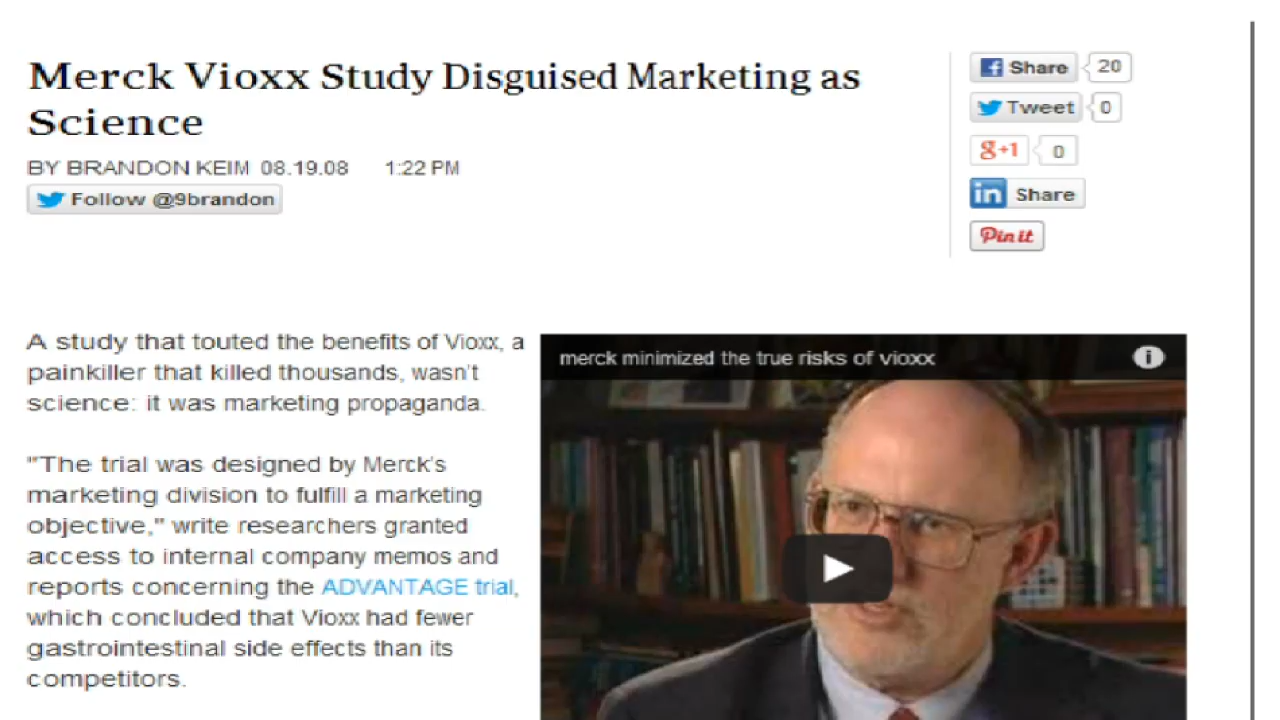 Merck Vioxx Study Disguised Marketing as
Science
BY BRANDON KEIM 08.19.08 1:22 PM
Follow @9brandon
Share 20
Tweet 0
g+1 0
in Share
Pinit
A study that touted the benefits of Vioxx, a
painkiller that killed thousands, wasn't
science: it was marketing propaganda.
"The trial was designed by Merck's
marketing division to fulfill a marketing
objective," write researchers granted
access to internal company memos and
reports concerning the ADVANTAGE trial,
which concluded that Vioxx had fewer
gastrointestinal side effects than its
competitors.
merck minimized the true risks of vioxx